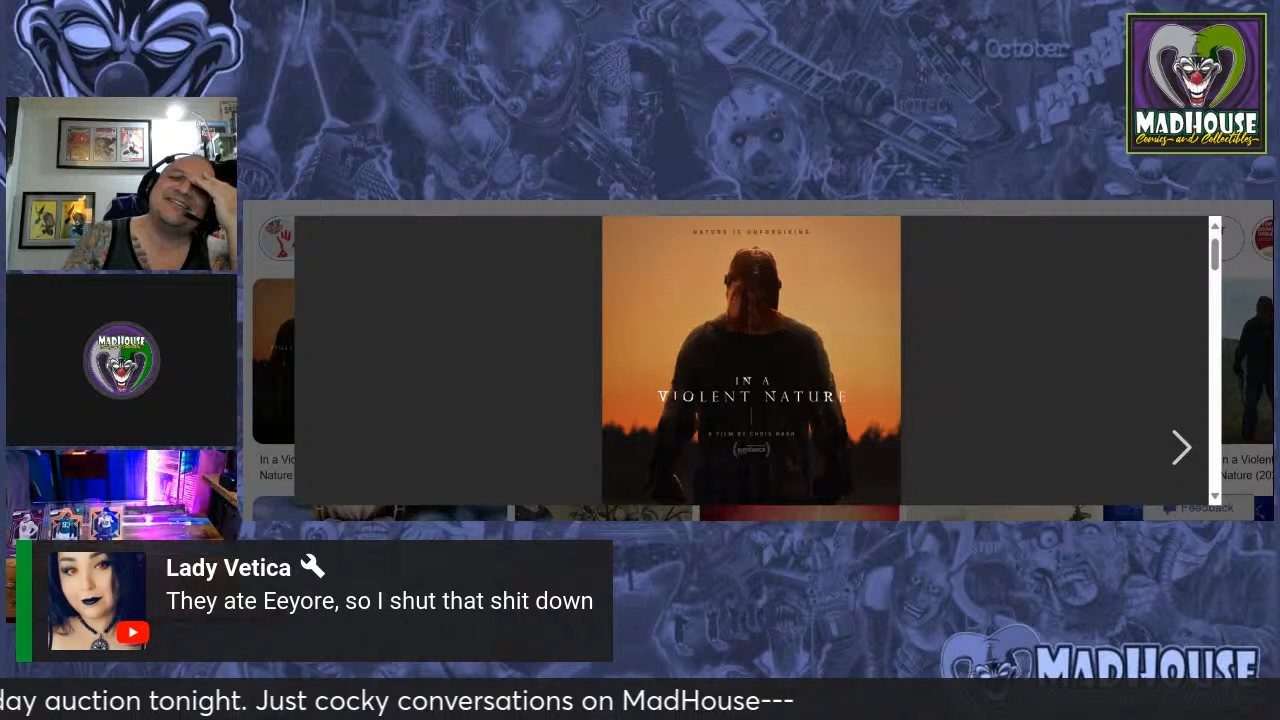 October
MADHOUSE
Comics and Collectibles
NATURE IS UNFORGIVING
IN A
VIOLENT NATURE
A FILM BY CHRIS NASH
sundance
In a Vio
Nature
n a Violent
Nature (20
Feedback
MADHOUSE
93
Lady Vetica
They ate Eeyore, so I shut that shit down
MADHOUSE
day auction tonight. Just cocky conversations on MadHouse---